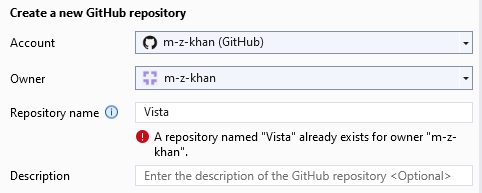 Create a new GitHub repository
Account m-z-khan (GitHub)
Owner m-z-khan
Repository name Vista
A repository named "Vista" already exists for owner "m-z-
khan".
Description Enter the description of the GitHub repository <Optional>